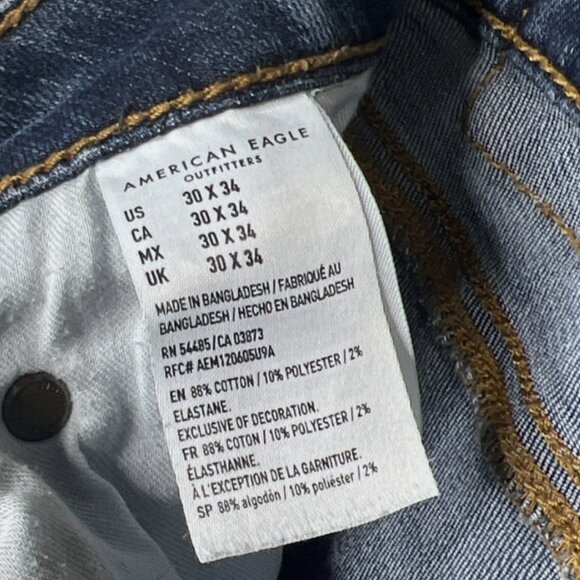 AMERICAN EAGLE
OUTFITTERS
US 30 X 34
CA 30 X 34
MX 30 X 34
UK 30 X 34
MADE IN BANGLADESH / FABRIQUÉ AU
BANGLADESH / HECHO EN BANGLADESH
RN 54485 / CA 03873
RFC# AEM120605U9A
EN 88% COTTON / 10% POLYESTER / 2%
ELASTANE.
EXCLUSIVE OF DECORATION.
FR 88% COTON / 10% POLYESTER / 2%
ÉLASTHANNE.
À L'EXCEPTION DE LA GARNITURE.
SP 88% algodón / 10% poliéster / 2%